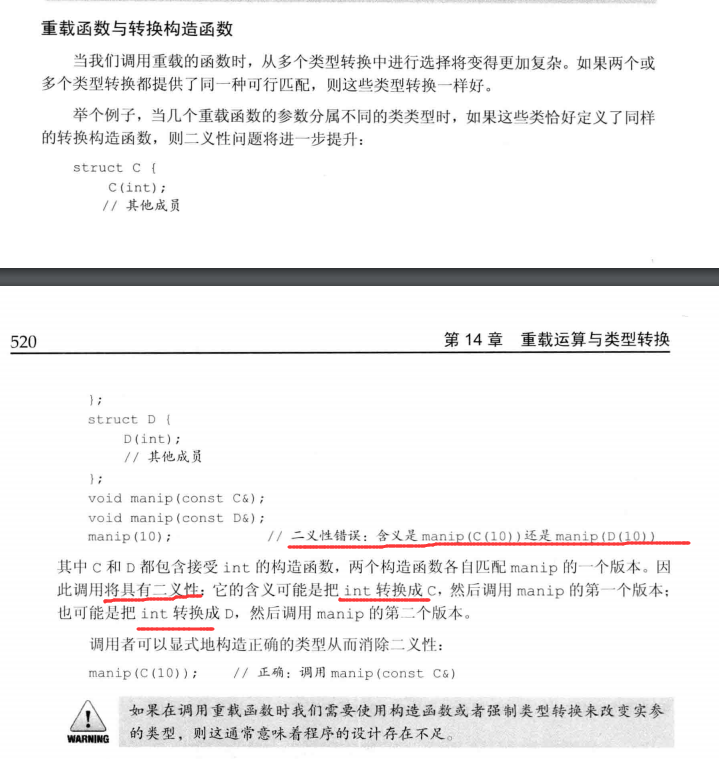 重载函数与转换构造函数
当我们调用重载的函数时，从多个类型转换中进行选择将变得更加复杂。如果两个或
多个类型转换都提供了同一种可行匹配，则这些类型转换一样好。
举个例子，当几个重载函数的参数分属不同的类类型时，如果这些类恰好定义了同样
的转换构造函数，则二义性问题将进一步提升：
struct C {
C(int);
// 其他成员
520
第 14 章 重载运算与类型转换
};
struct D {
D(int);
// 其他成员
};
void manip(const C&);
void manip(const D&);
manip(10); // 二义性错误：含义是 manip(C(10))还是 manip(D(10))
其中 C 和 D 都包含接受 int 的构造函数，两个构造函数各自匹配 manip 的一个版本。因
此调用将具有二义性：它的含义可能是把 int 转换成 C，然后调用 manip 的第一个版本；
也可能是把 int 转换成 D，然后调用 manip 的第二个版本。
调用者可以显式地构造正确的类型从而消除二义性：
manip(C(10)); // 正确：调用 manip(const C&)
如果在调用重载函数时我们需要使用构造函数或者强制类型转换来改变实参
的类型，则这通常意味着程序的设计存在不足。
WARNING